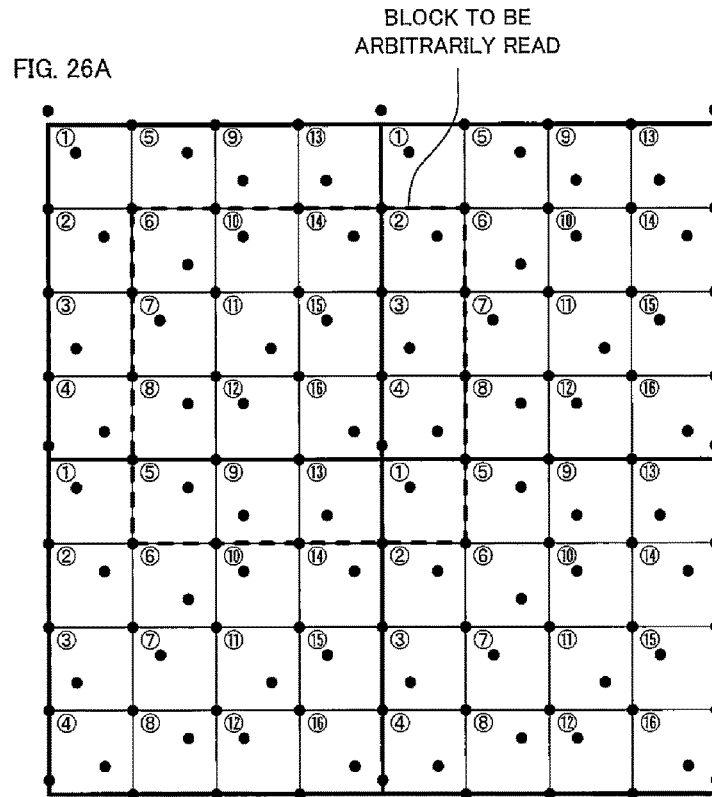 BLOCK TO BE
ARBITRARILY READ
FIG. 26A
① ⑤ ⑨ ⑬ ① ⑤ ⑨ ⑬
② ⑥ ⑩ ⑭ ② ⑥ ⑩ ⑭
③ ⑦ ⑪ ⑮ ③ ⑦ ⑪ ⑮
④ ⑧ ⑫ ⑯ ④ ⑧ ⑫ ⑯
① ⑤ ⑨ ⑬ ① ⑤ ⑨ ⑬
② ⑥ ⑩ ⑭ ② ⑥ ⑩ ⑭
③ ⑦ ⑪ ⑮ ③ ⑦ ⑪ ⑮
④ ⑧ ⑫ ⑯ ④ ⑧ ⑫ ⑯